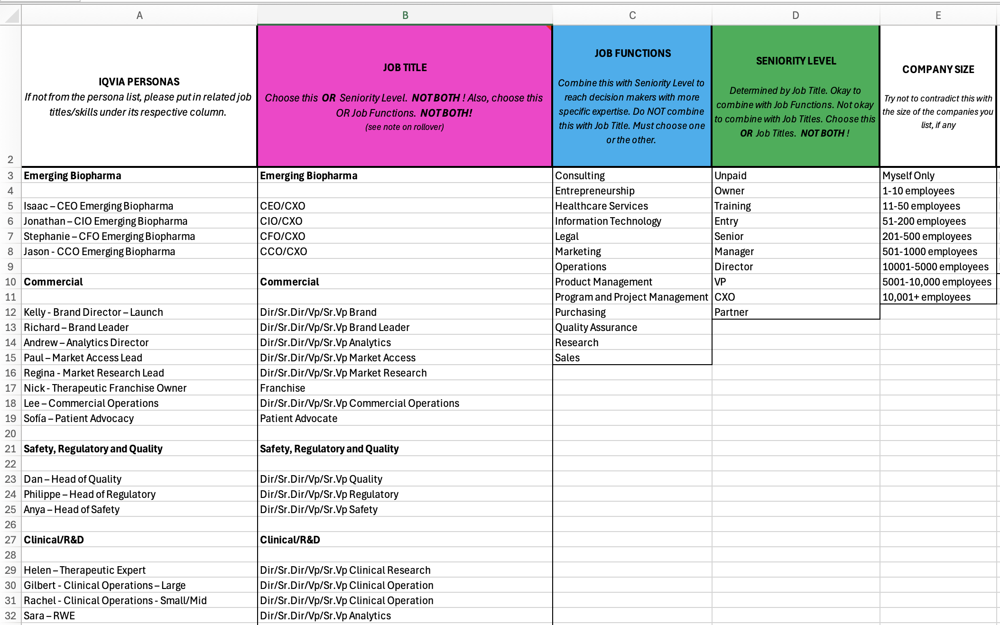 A B C D E
IQVIA PERSONAS
If not from the persona list, please put in related job
titles/skills under its respective column.
JOB TITLE
Choose this OR Seniority Level. NOT BOTH ! Also, choose this
OR Job Functions. NOT BOTH!
(see note on rollover)
JOB FUNCTIONS
Combine this with Seniority Level to
reach decision makers with more
specific expertise. Do NOT combine
this with Job Title. Must choose one
or the other.
SENIORITY LEVEL
Determined by Job Title. Okay to
combine with Job Functions. Not okay
to combine with Job Titles. Choose this
OR Job Titles. NOT BOTH !
COMPANY SIZE
Try not to contradict this with
the size of the companies you
list, if any
2
3 Emerging Biopharma Emerging Biopharma Consulting Unpaid Myself Only
4 Entrepreneurship Owner 1-10 employees
5 Isaac – CEO Emerging Biopharma CEO/CXO Healthcare Services Training 11-50 employees
6 Jonathan – CIO Emerging Biopharma CIO/CXO Information Technology Entry 51-200 employees
7 Stephanie – CFO Emerging Biopharma CFO/CXO Legal Senior 201-500 employees
8 Jason - CCO Emerging Biopharma CCO/CXO Marketing Manager 501-1000 employees
9 Operations Director 10001-5000 employees
10 Commercial Commercial Product Management VP 5001-10,000 employees
11 Program and Project Management CXO 10,001+ employees
12 Kelly - Brand Director – Launch Dir/Sr.Dir/Vp/Sr.Vp Brand Purchasing Partner
13 Richard – Brand Leader Dir/Sr.Dir/Vp/Sr.Vp Brand Leader Quality Assurance
14 Andrew – Analytics Director Dir/Sr.Dir/Vp/Sr.Vp Analytics Research
15 Paul – Market Access Lead Dir/Sr.Dir/Vp/Sr.Vp Market Access Sales
16 Regina - Market Research Lead Dir/Sr.Dir/Vp/Sr.Vp Market Research
17 Nick - Therapeutic Franchise Owner Franchise
18 Lee – Commercial Operations Dir/Sr.Dir/Vp/Sr.Vp Commercial Operations
19 Sofía – Patient Advocacy Patient Advocate
20
21 Safety, Regulatory and Quality Safety, Regulatory and Quality
22
23 Dan – Head of Quality Dir/Sr.Dir/Vp/Sr.Vp Quality
24 Philippe – Head of Regulatory Dir/Sr.Dir/Vp/Sr.Vp Regulatory
25 Anya – Head of Safety Dir/Sr.Dir/Vp/Sr.Vp Safety
26
27 Clinical/R&D Clinical/R&D
28
29 Helen – Therapeutic Expert Dir/Sr.Dir/Vp/Sr.Vp Clinical Research
30 Gilbert - Clinical Operations – Large Dir/Sr.Dir/Vp/Sr.Vp Clinical Operation
31 Rachel - Clinical Operations - Small/Mid Dir/Sr.Dir/Vp/Sr.Vp Clinical Operation
32 Sara – RWE Dir/Sr.Dir/Vp/Sr.Vp Analytics